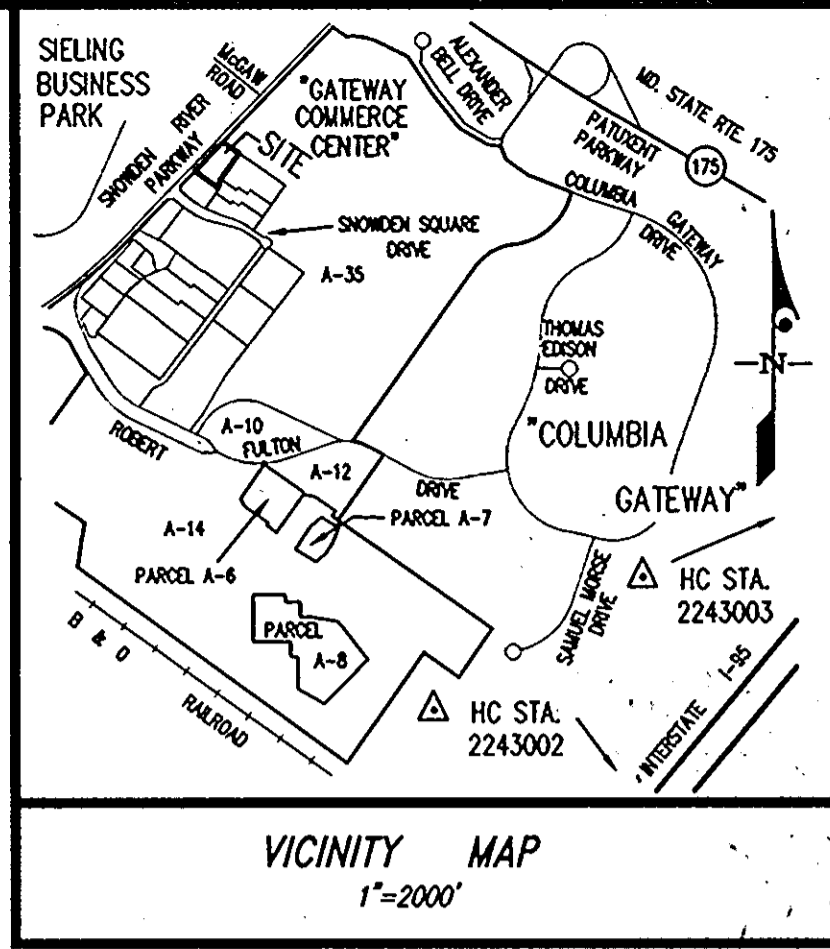 SIELING
BUSINESS
PARK
McGAW
ROAD
SNOWDEN RIVER
PARKWAY
"GATEWAY
COMMERCE
CENTER"
SITE
ALEXANDER
BELL DRIVE
MD. STATE RTE. 175
PATUXENT
PARKWAY
175
COLUMBIA
GATEWAY
DRIVE
SNOWDEN SQUARE
DRIVE
A-35
THOMAS
EDISON
DRIVE
N
"COLUMBIA
GATEWAY"
ROBERT
A-10
FULTON
A-12
DRIVE
PARCEL A-7
A-14
PARCEL A-6
PARCEL
A-8
B & O
RAILROAD
SAMUEL MORSE
DRIVE
HC STA.
2243003
HC STA.
2243002
INTERSTATE I-95
VICINITY MAP
1"=2000'